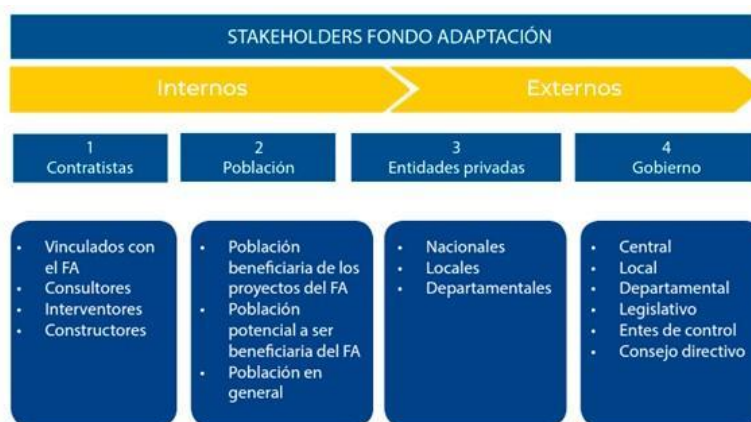 STAKEHOLDERS FONDO ADAPTACIÓN
Internos
Externos
1
Contratistas
2
Población
3
Entidades privadas
4
Gobierno
• Vinculados con
el FA
• Consultores
• Interventores
• Constructores
• Población
beneficiaria de los
proyectos del FA
• Población
potencial a ser
beneficiaria del FA
• Población en
general
• Nacionales
• Locales
• Departamentales
• Central
• Local
• Departamental
• Legislativo
• Entes de control
• Consejo directivo